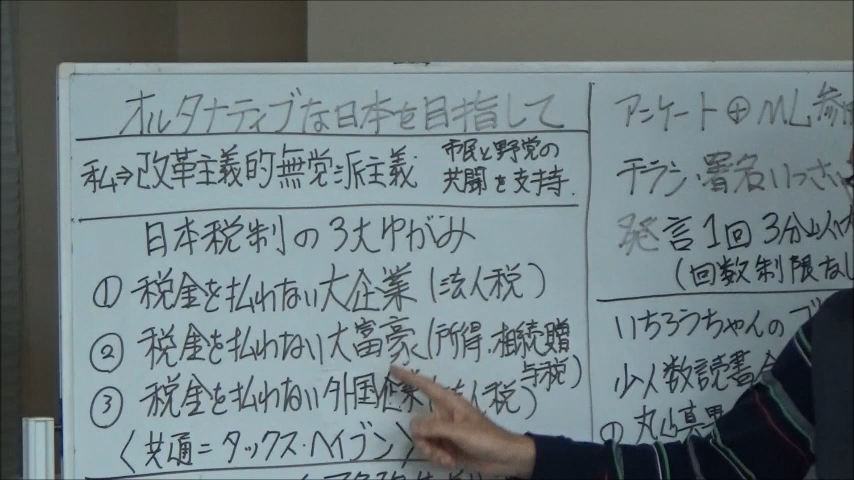 オルタナティブな日本を目指して
私⇒改革主義的無党派主義 市民と野党の
共闘を支持.
日本税制の3大ゆがみ
① 税金を払わない大企業(法人税)
② 税金を払わない大富豪(所得、相続贈
与税)
③ 税金を払わない外国企業(法人税)
〈共通=タックス・ヘイブン〉
アンケート⊕ML参
チラシ・署名いっさい
発言1回3分以内
(回数制限なし
いちろうちゃんのブ
少人数読書会
の丸山真男